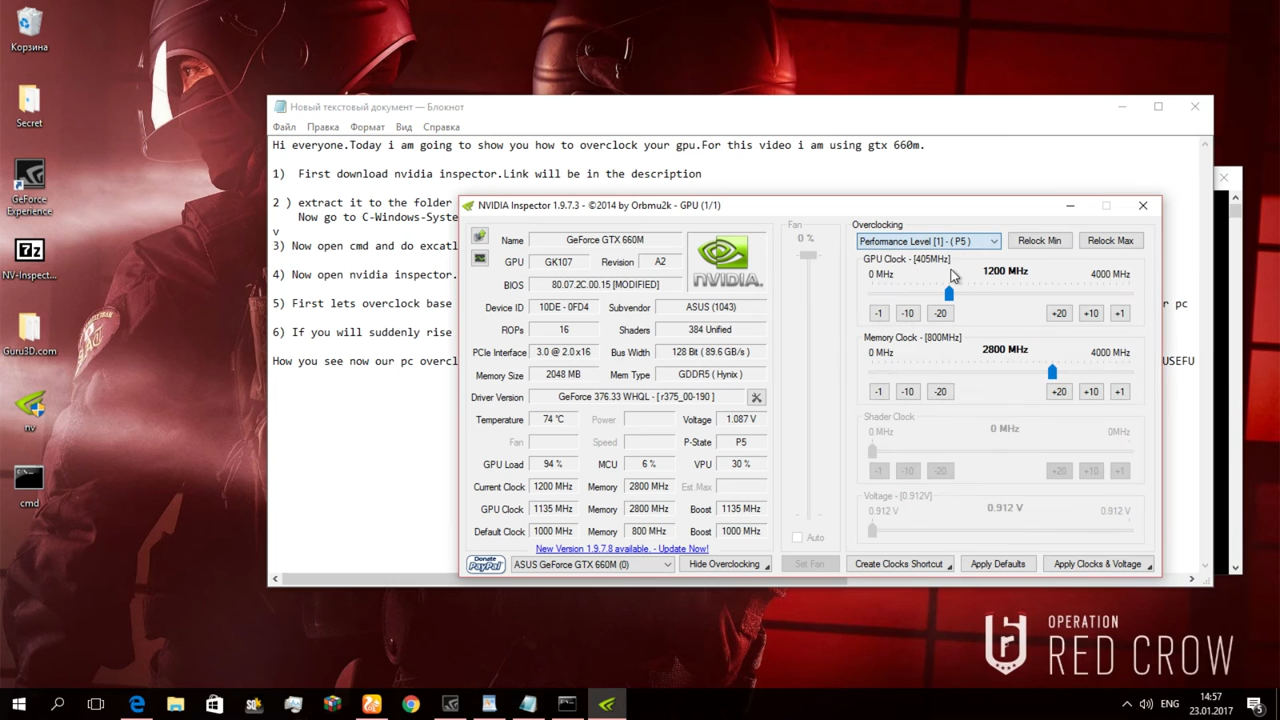 Корзина
Secret
GeForce
Experience
NV-Inspect...
Guru3D.com
nv
cmd
Новый текстовый документ — Блокнот
Файл Правка Формат Вид Справка
Hi everyone.Today i am going to show you how to overclock your gpu.For this video i am using gtx 660m.
1) First download nvidia inspector.Link will be in the description
2 ) extract it to the folder
Now go to C-Windows-Syste
v
3) Now open cmd and do excatl
4) Now open nvidia inspector.
5) First lets overclock base
r pc
6) If you will suddenly rise
How you see now our pc overcl
USEFU
NVIDIA Inspector 1.9.7.3 - ©2014 by Orbmu2k - GPU (1/1)
Name GeForce GTX 660M
GPU GK107 Revision A2
BIOS 80.07.2C.00.15 [MODIFIED]
NVIDIA.
Device ID 10DE - 0FD4 Subvendor ASUS (1043)
ROPs 16 Shaders 384 Unified
PCIe Interface 3.0 @ 2.0 x16 Bus Width 128 Bit ( 89.6 GB/s )
Memory Size 2048 MB Mem Type GDDR5 ( Hynix )
Driver Version GeForce 376.33 WHQL - [ r375_00-190 ]
Temperature 74 °C Power Voltage 1.087 V
Fan Speed P-State P5
GPU Load 94 % MCU 6 % VPU 30 %
Current Clock 1200 MHz Memory 2800 MHz Est Max
GPU Clock 1135 MHz Memory 2800 MHz Boost 1135 MHz
Default Clock 1000 MHz Memory 800 MHz Boost 1000 MHz
New Version 1.9.7.8 available. - Update Now!
Donate
PayPal
ASUS GeForce GTX 660M (0) Hide Overclocking
Fan
0 %
Auto
Set Fan
Overclocking
Performance Level [1] - ( P5 ) Relock Min Relock Max
GPU Clock - [405MHz]
0 MHz 1200 MHz 4000 MHz
-1 -10 -20 +20 +10 +1
Memory Clock - [800MHz]
0 MHz 2800 MHz 4000 MHz
-1 -10 -20 +20 +10 +1
Shader Clock
0 MHz 0 MHz 0MHz
-1 -10 -20 +20 +10 +1
Voltage - [0.912V]
0.912 V 0.912 V 0.912 V
Create Clocks Shortcut Apply Defaults Apply Clocks & Voltage
OPERATION
RED CROW
ENG
14:57
23.01.2017
5